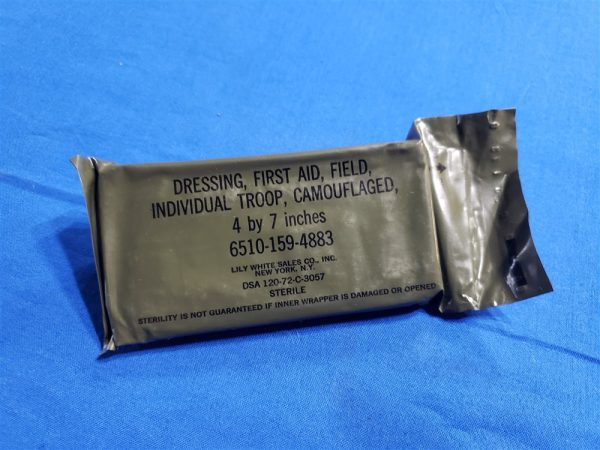 DRESSING, FIRST AID, FIELD,
INDIVIDUAL TROOP, CAMOUFLAGED,
4 by 7 inches
6510-159-4883
LILY WHITE SALES CO., INC.
NEW YORK, N.Y.
DSA 120-72-C-3057
STERILE
STERILITY IS NOT GUARANTEED IF INNER WRAPPER IS DAMAGED OR OPENED